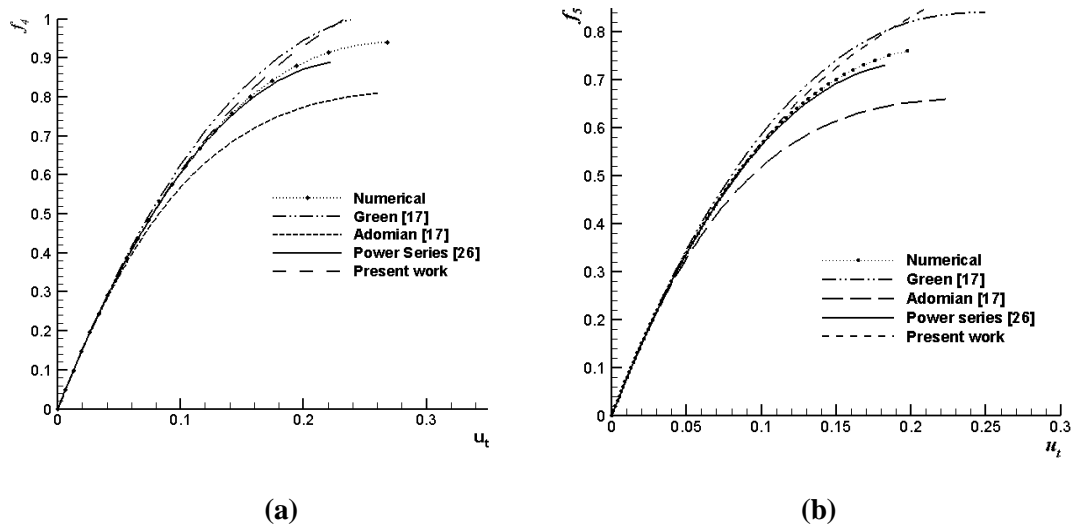 f4
1
0.9
0.8
0.7
0.6
0.5
0.4
0.3
0.2
0.1
0
0
0.1
0.2
0.3
ut
Numerical
Green [17]
Adomian [17]
Power Series [26]
Present work
(a)
f5
0.8
0.7
0.6
0.5
0.4
0.3
0.2
0.1
0
0
0.05
0.1
0.15
0.2
0.25
0.3
ut
Numerical
Green [17]
Adomian [17]
Power series [26]
Present work
(b)